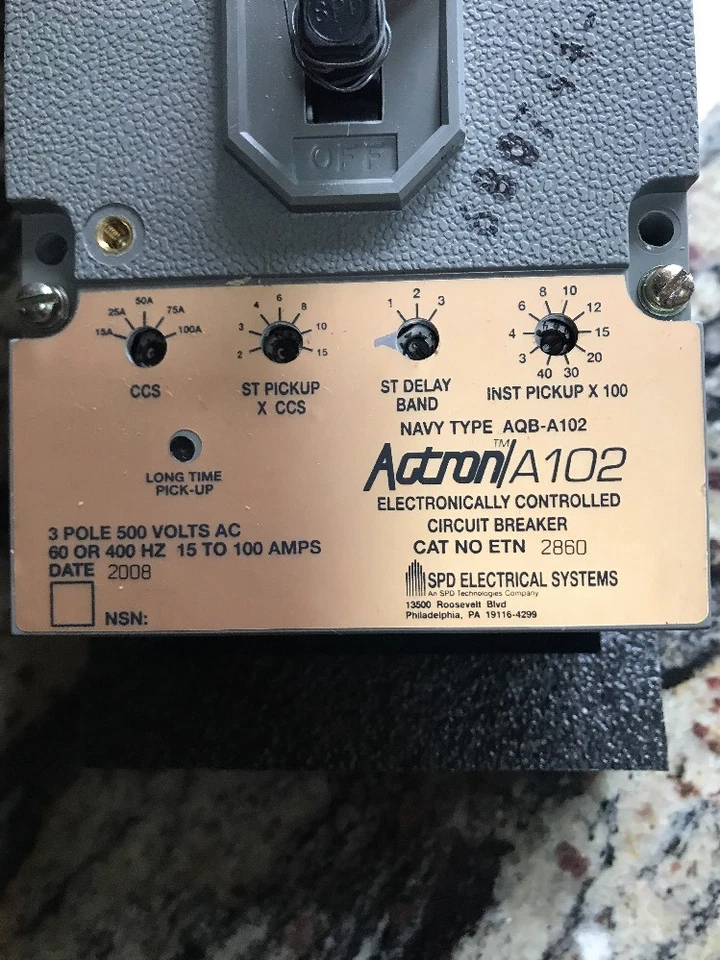 SPD
OFF
50A
25A 75A
15A 100A
CCS
6
4 8
3 10
2 15
ST PICKUP
X CCS
2
1 3
ST DELAY
BAND
8 10
6 12
4 15
3 20
40 30
INST PICKUP X 100
LONG TIME
PICK-UP
NAVY TYPE AQB-A102
Actron™/A102
ELECTRONICALLY CONTROLLED
CIRCUIT BREAKER
CAT NO ETN 2860
3 POLE 500 VOLTS AC
60 OR 400 HZ 15 TO 100 AMPS
DATE 2008
NSN:
SPD ELECTRICAL SYSTEMS
An SPD Technologies Company
13500 Roosevelt Blvd
Philadelphia, PA 19116-4299